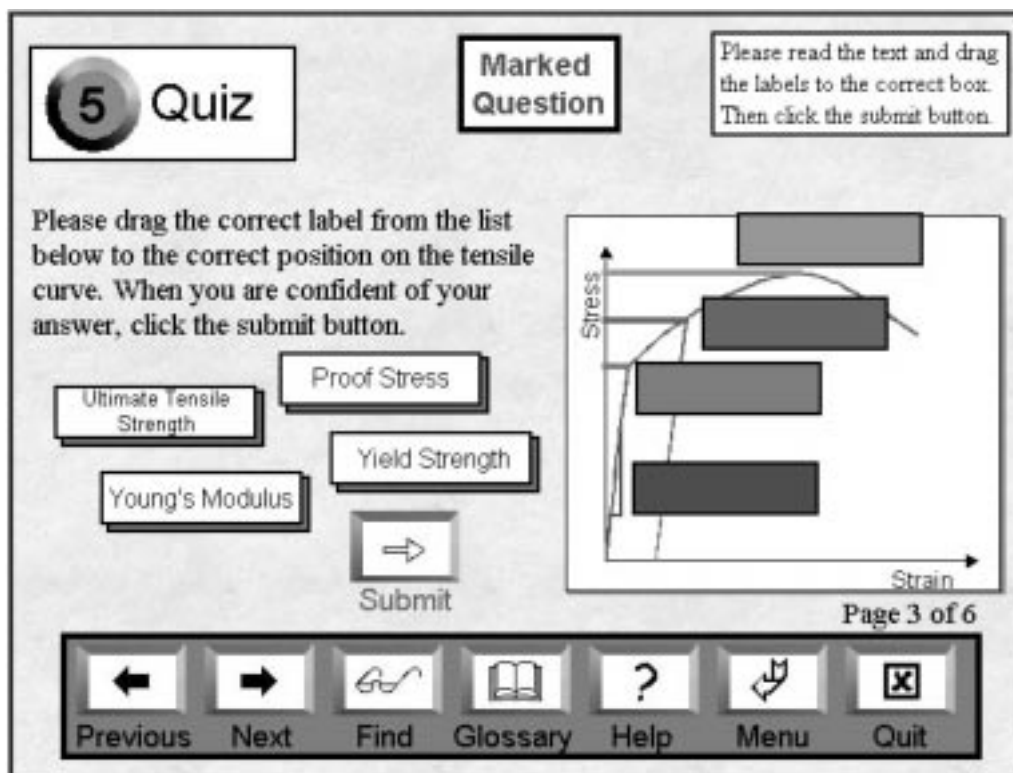 5 Quiz
Marked
Question
Please read the text and drag
the labels to the correct box.
Then click the submit button.
Please drag the correct label from the list
below to the correct position on the tensile
curve. When you are confident of your
answer, click the submit button.
Proof Stress
Ultimate Tensile
Strength
Yield Strength
Young's Modulus
Submit
Stress
Strain
Page 3 of 6
Previous Next Find Glossary Help Menu Quit